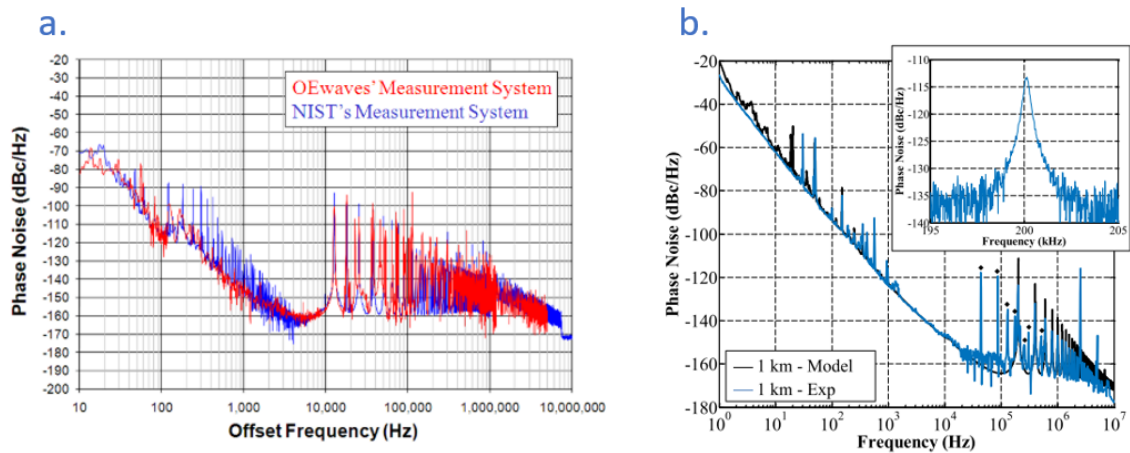 a.
-20
-30
-40
-50
-60
-70
-80
-90
-100
-110
-120
-130
-140
-150
-160
-170
-180
-190
-200
Phase Noise (dBc/Hz)
OEwaves' Measurement System
NIST's Measurement System
10 100 1,000 10,000 100,000 1,000,000 10,000,000
Offset Frequency (Hz)
b.
-20
-40
-60
-80
-100
-120
-140
-160
-180
Phase Noise (dBc/Hz)
1 km - Model
1 km - Exp
10⁰ 10¹ 10² 10³ 10⁴ 10⁵ 10⁶ 10⁷
Frequency (Hz)
-110
-115
-120
-125
-130
-135
-140
Phase Noise (dBc/Hz)
195 200 205
Frequency (kHz)